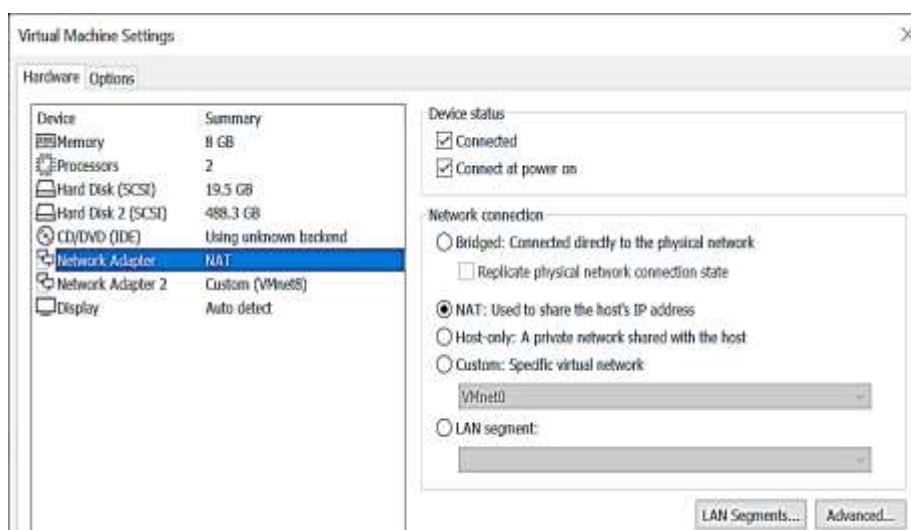 Virtual Machine Settings
Hardware Options
Device Summary
Memory 8 GB
Processors 2
Hard Disk (SCSI) 19.5 GB
Hard Disk 2 (SCSI) 488.3 GB
CD/DVD (IDE) Using unknown backend
Network Adapter NAT
Network Adapter 2 Custom (VMnet8)
Display Auto detect
Device status
Connected
Connect at power on
Network connection
Bridged: Connected directly to the physical network
Replicate physical network connection state
NAT: Used to share the host's IP address
Host-only: A private network shared with the host
Custom: Specific virtual network
VMnet0
LAN segment:
LAN Segments... Advanced...